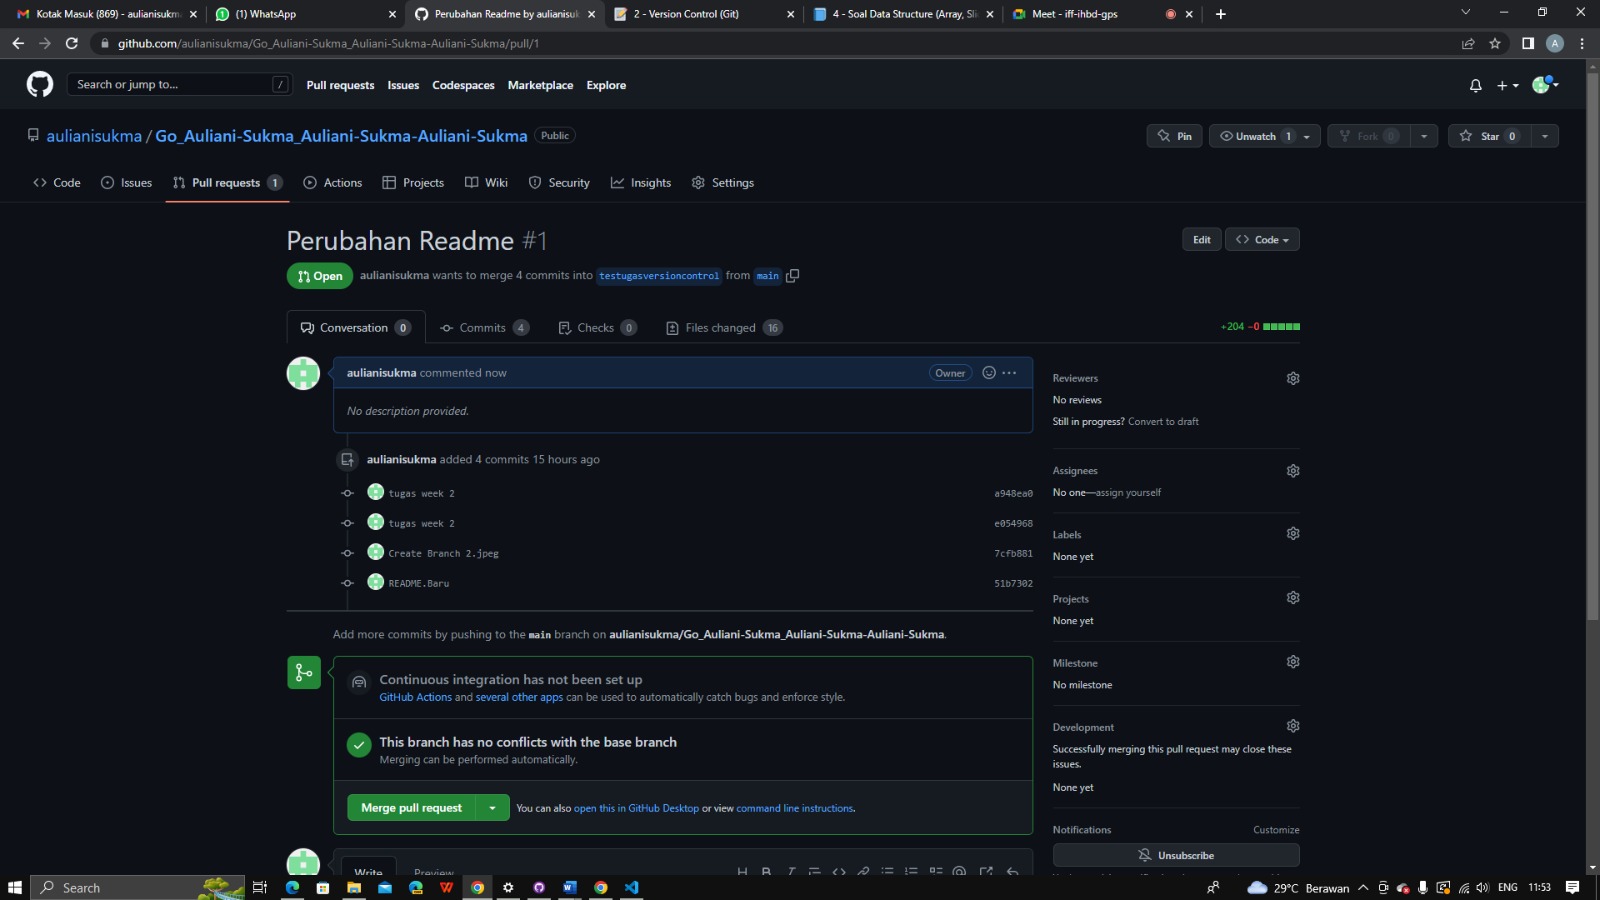 Kotak Masuk (869) - aulianisukm
(1) WhatsApp
Perubahan Readme by aulianisuk
2 - Version Control (Git)
4 - Soal Data Structure (Array, Sli
Meet - iff-ihbd-gps
github.com/aulianisukma/Go_Auliani-Sukma_Auliani-Sukma-Auliani-Sukma/pull/1
A
Search or jump to...
/
Pull requests
Issues
Codespaces
Marketplace
Explore
aulianisukma / Go_Auliani-Sukma_Auliani-Sukma-Auliani-Sukma
Public
Pin
Unwatch 1
Fork 0
Star 0
Code
Issues
Pull requests 1
Actions
Projects
Wiki
Security
Insights
Settings
Perubahan Readme #1
Edit
Code
Open
aulianisukma wants to merge 4 commits into testugasversioncontrol from main
Conversation 0
Commits 4
Checks 0
Files changed 16
+204 −0
aulianisukma commented now
Owner
No description provided.
aulianisukma added 4 commits 15 hours ago
tugas week 2
a948ea0
tugas week 2
e054968
Create Branch 2.jpeg
7cfb881
README.Baru
51b7302
Add more commits by pushing to the main branch on aulianisukma/Go_Auliani-Sukma_Auliani-Sukma-Auliani-Sukma.
Continuous integration has not been set up
GitHub Actions and several other apps can be used to automatically catch bugs and enforce style.
This branch has no conflicts with the base branch
Merging can be performed automatically.
Merge pull request
You can also open this in GitHub Desktop or view command line instructions.
Write
Preview
Reviewers
No reviews
Still in progress? Convert to draft
Assignees
No one—assign yourself
Labels
None yet
Projects
None yet
Milestone
No milestone
Development
Successfully merging this pull request may close these
issues.
None yet
Notifications
Customize
Unsubscribe
Search
29°C Berawan
ENG
11:53